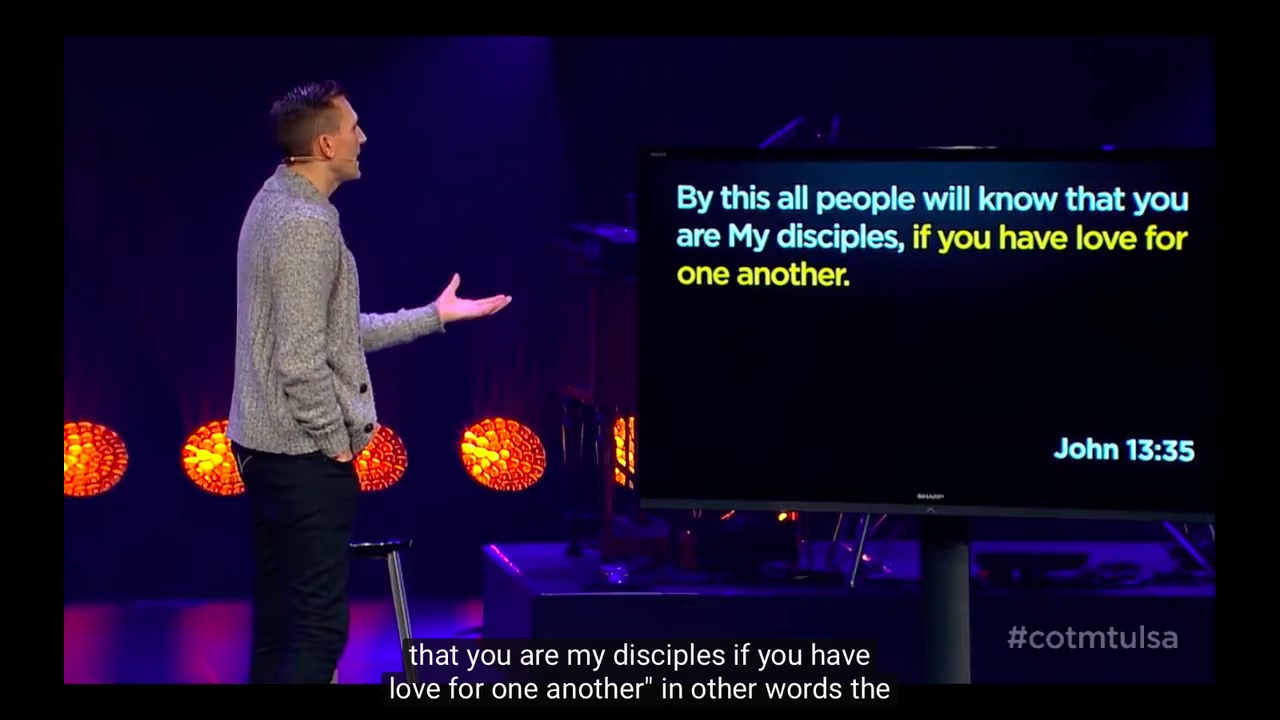 By this all people will know that you
are My disciples, if you have love for
one another.
John 13:35
SHARP
#cotmtulsa
that you are my disciples if you have
love for one another" in other words the